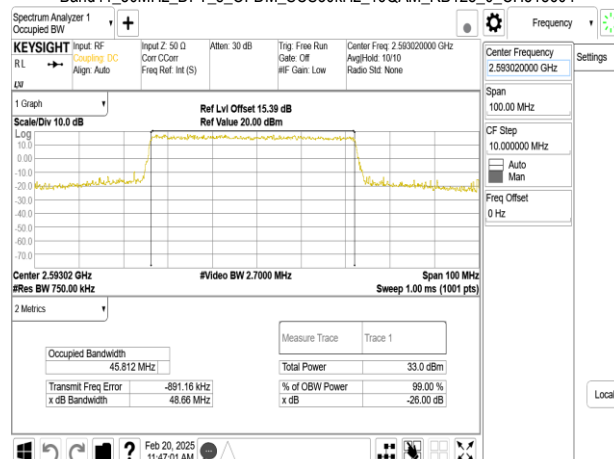 Spectrum Analyzer 1
Occupied BW
Frequency
Settings
KEYSIGHT
RL
Input: RF
Coupling: DC
Align: Auto
Input Z: 50 Ω
Corr CCorr
Freq Ref: Int (S)
Atten: 30 dB
Trig: Free Run
Gate: Off
#IF Gain: Low
Center Freq: 2.593020000 GHz
Avg|Hold: 10/10
Radio Std: None
1 Graph
Scale/Div 10.0 dB
Ref Lvl Offset 15.39 dB
Ref Value 20.00 dBm
Log
10.0
0.00
-10.0
-20.0
-30.0
-40.0
-50.0
-60.0
-70.0
Center 2.59302 GHz
#Res BW 750.00 kHz
#Video BW 2.7000 MHz
Span 100 MHz
Sweep 1.00 ms (1001 pts)
2 Metrics
Measure Trace Trace 1
Occupied Bandwidth
45.812 MHz
Total Power 33.0 dBm
Transmit Freq Error -891.16 kHz
% of OBW Power 99.00 %
x dB Bandwidth 48.66 MHz
x dB -26.00 dB
Center Frequency
2.593020000 GHz
Span
100.00 MHz
CF Step
10.000000 MHz
Auto
Man
Freq Offset
0 Hz
Local
Feb 20, 2025
11:47:01 AM